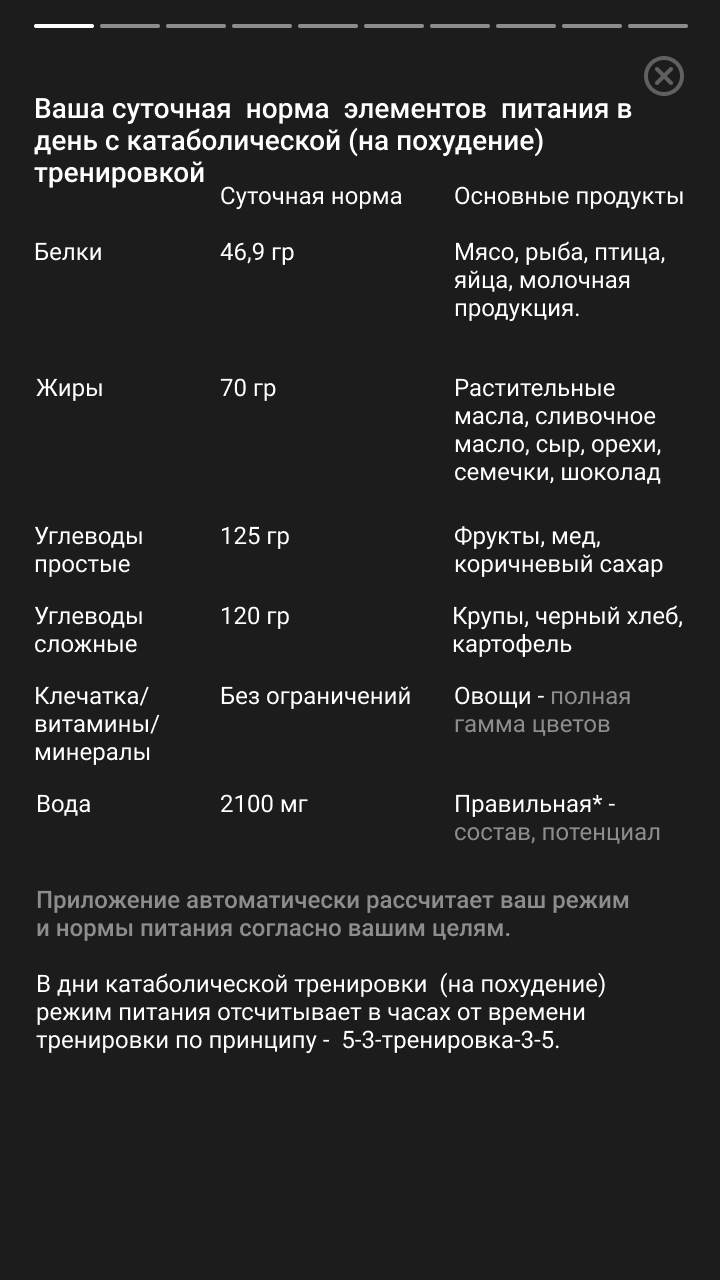 Ваша суточная  норма  элементов  питания в
день с катаболической (на похудение)
тренировкой
Суточная норма
Основные продукты
Белки
46,9 гр
Мясо, рыба, птица,
яйца, молочная
продукция.
Жиры
70 гр
Растительные
масла, сливочное
масло, сыр, орехи,
семечки, шоколад
Углеводы
простые
125 гр
Фрукты, мед,
коричневый сахар
Углеводы
сложные
120 гр
Крупы, черный хлеб,
картофель
Клечатка/
витамины/
минералы
Без ограничений
Овощи - полная
гамма цветов
Вода
2100 мг
Правильная* -
состав, потенциал
Приложение автоматически рассчитает ваш режим
и нормы питания согласно вашим целям.
В дни катаболической тренировки  (на похудение)
режим питания отсчитывает в часах от времени
тренировки по принципу -  5-3-тренировка-3-5.